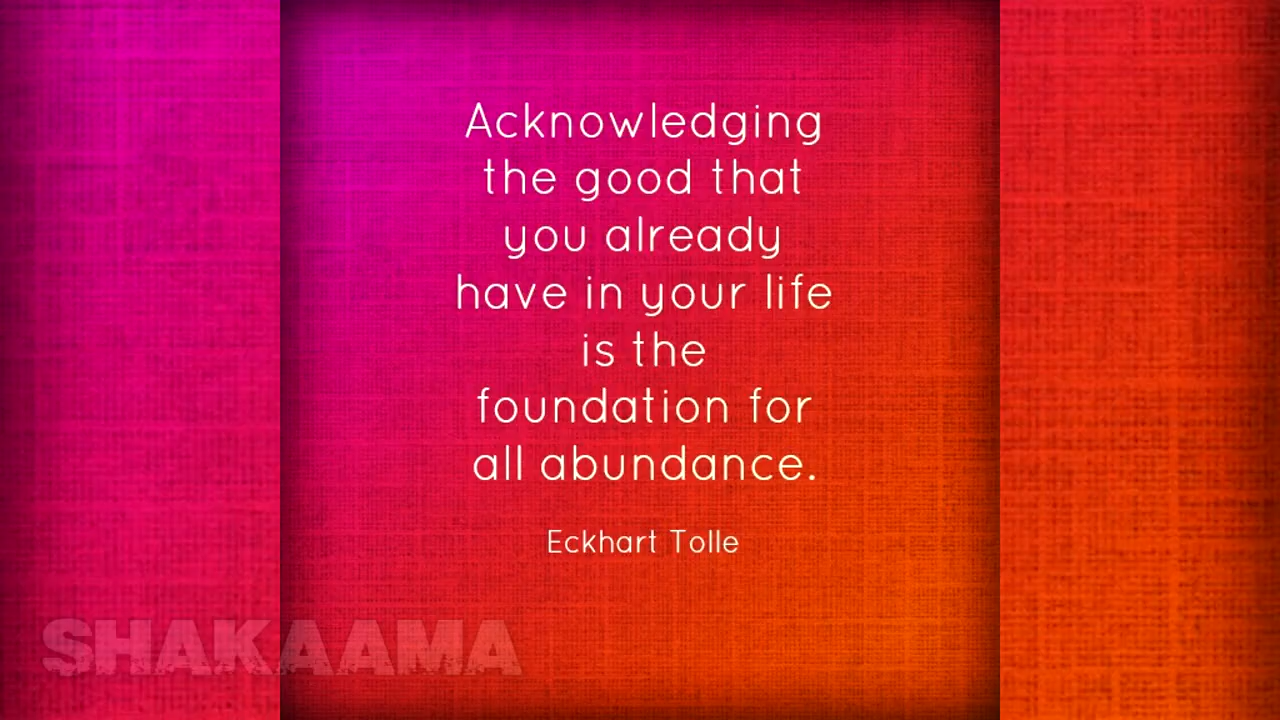 Acknowledging
the good that
you already
have in your life
is the
foundation for
all abundance.
Eckhart Tolle
SHAKAAMA